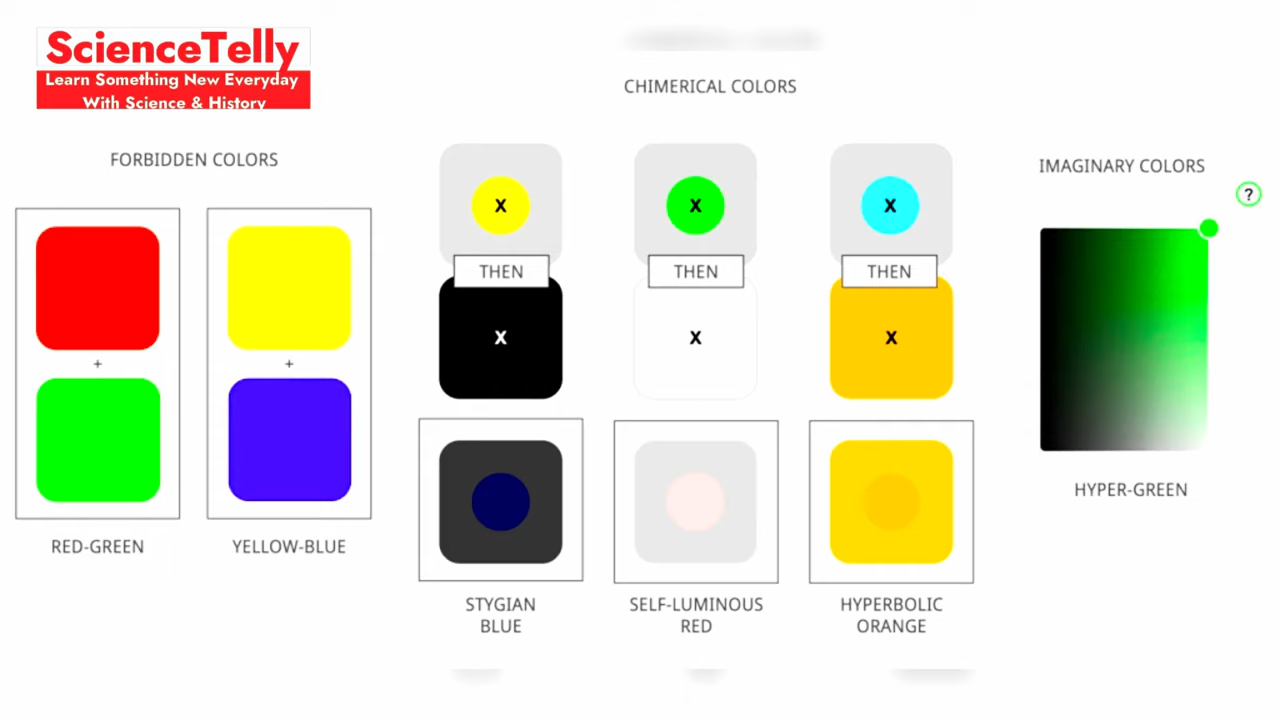 ScienceTelly
Learn Something New Everyday
With Science & History
FORBIDDEN COLORS
+
+
RED-GREEN
YELLOW-BLUE
CHIMERICAL COLORS
X
X
X
THEN
THEN
THEN
X
X
X
STYGIAN
BLUE
SELF-LUMINOUS
RED
HYPERBOLIC
ORANGE
IMAGINARY COLORS
?
HYPER-GREEN